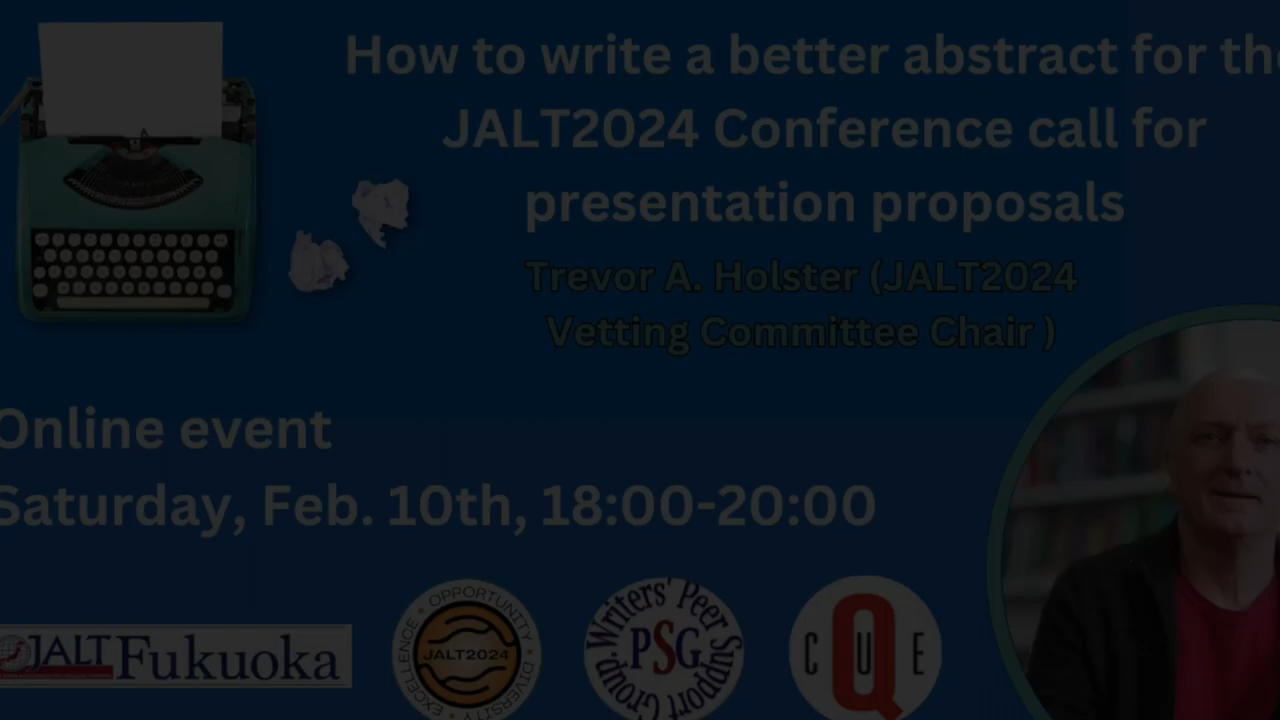 How to write a better abstract for th
JALT2024 Conference call for
presentation proposals
Trevor A. Holster (JALT2024
Vetting Committee Chair )
Online event
Saturday, Feb. 10th, 18:00-20:00
JALT Fukuoka
OPPORTUNITY • DIVERSITY • EXCELLENCE •
JALT2024
Writers' Peer Support Group
PSG
CUE